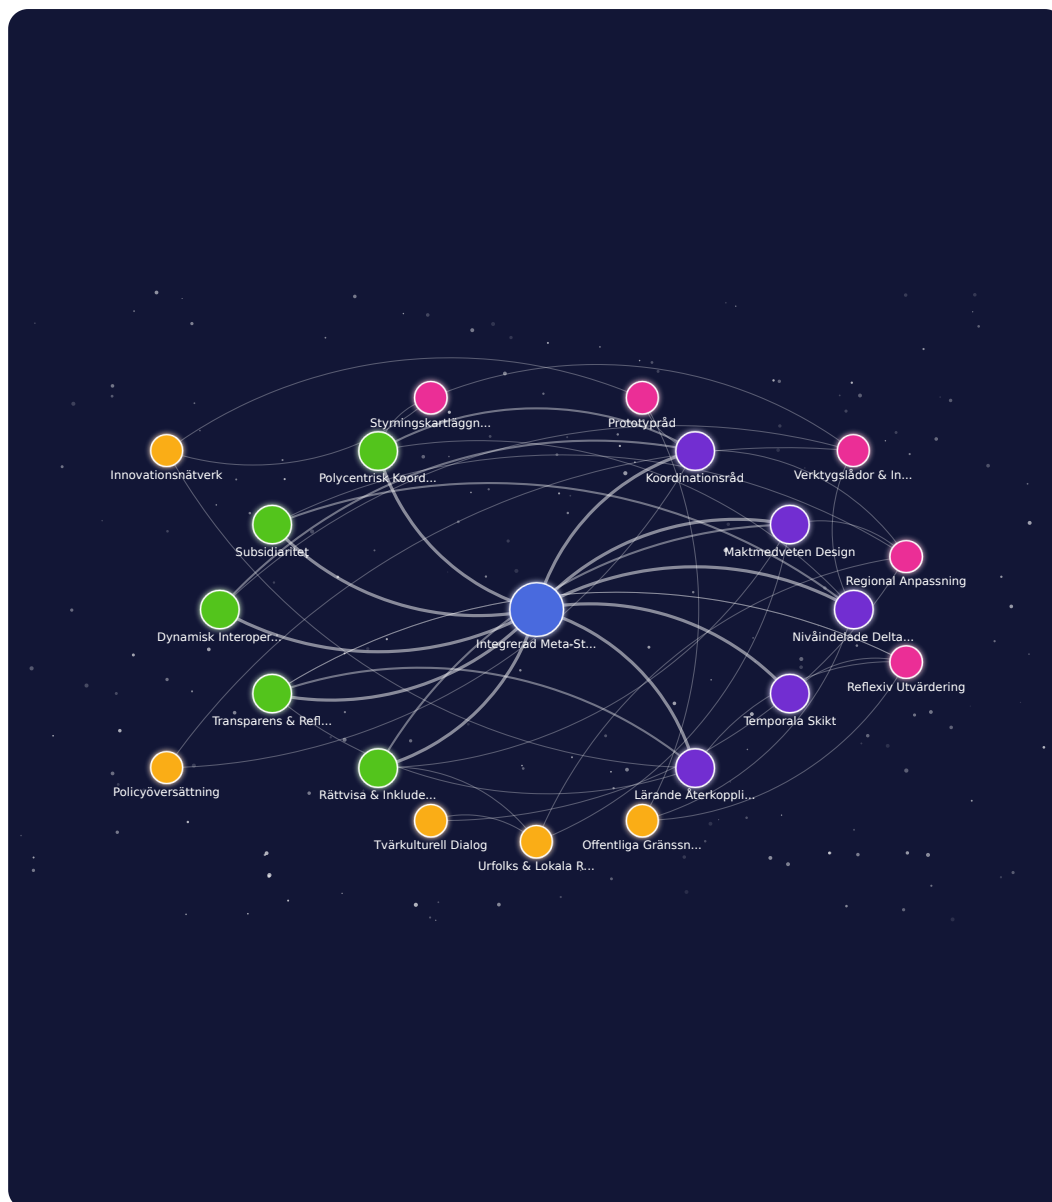 Styrningskartläggn...
Prototypråd
Innovationsnätverk
Polycentrisk Koord...
Koordinationsråd
Verktygslådor & In...
Subsidiaritet
Maktmedveten Design
Regional Anpassning
Dynamisk Interoper...
Integrerad Meta-St...
Nivåindelade Delta...
Reflexiv Utvärdering
Transparens & Refl...
Temporala Skikt
Policyöversättning
Rättvisa & Inklude...
Lärande Återkoppli...
Tvärkulturell Dialog
Offentliga Gränssn...
Urfolks & Lokala R...